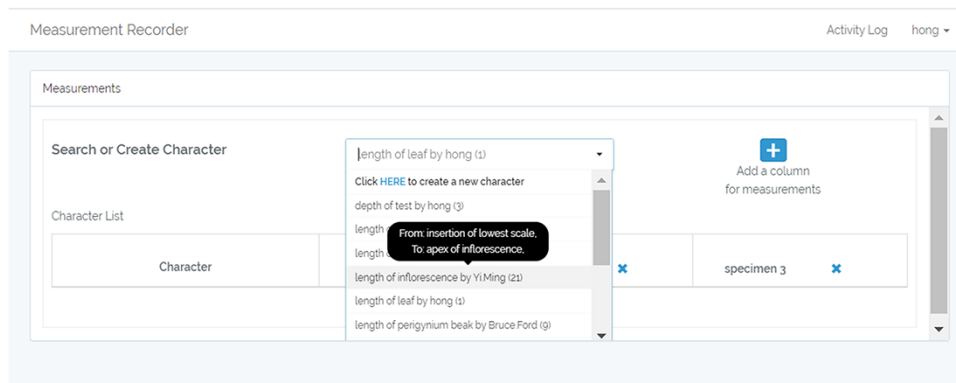 Measurement Recorder
Activity Log
hong
Measurements
Search or Create Character
length of leaf by hong (1)
Add a column
for measurements
Click HERE to create a new character
depth of test by hong (3)
Character List
length
From: insertion of lowest scale,
To: apex of inflorescence,
length
Character
length of inflorescence by Yi.Ming (21)
specimen 3
length of leaf by hong (1)
length of perigynium beak by Bruce Ford (9)